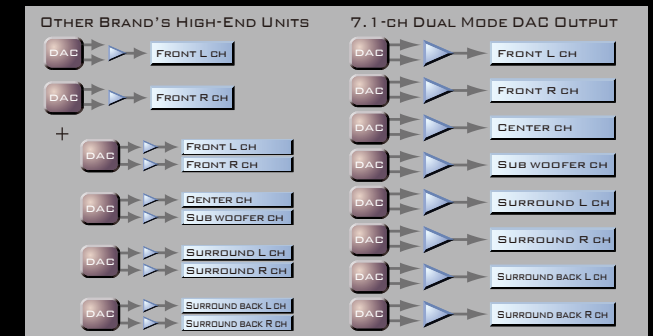 Other Brand's High-End Units
DAC Front L ch
DAC Front R ch
+
DAC Front L ch
Front R ch
DAC Center ch
Sub woofer ch
DAC Surround L ch
Surround R ch
DAC Surround back L ch
Surround back R ch
7.1-ch Dual Mode DAC Output
DAC Front L ch
DAC Front R ch
DAC Center ch
DAC Sub woofer ch
DAC Surround L ch
DAC Surround R ch
DAC Surround back L ch
DAC Surround back R ch